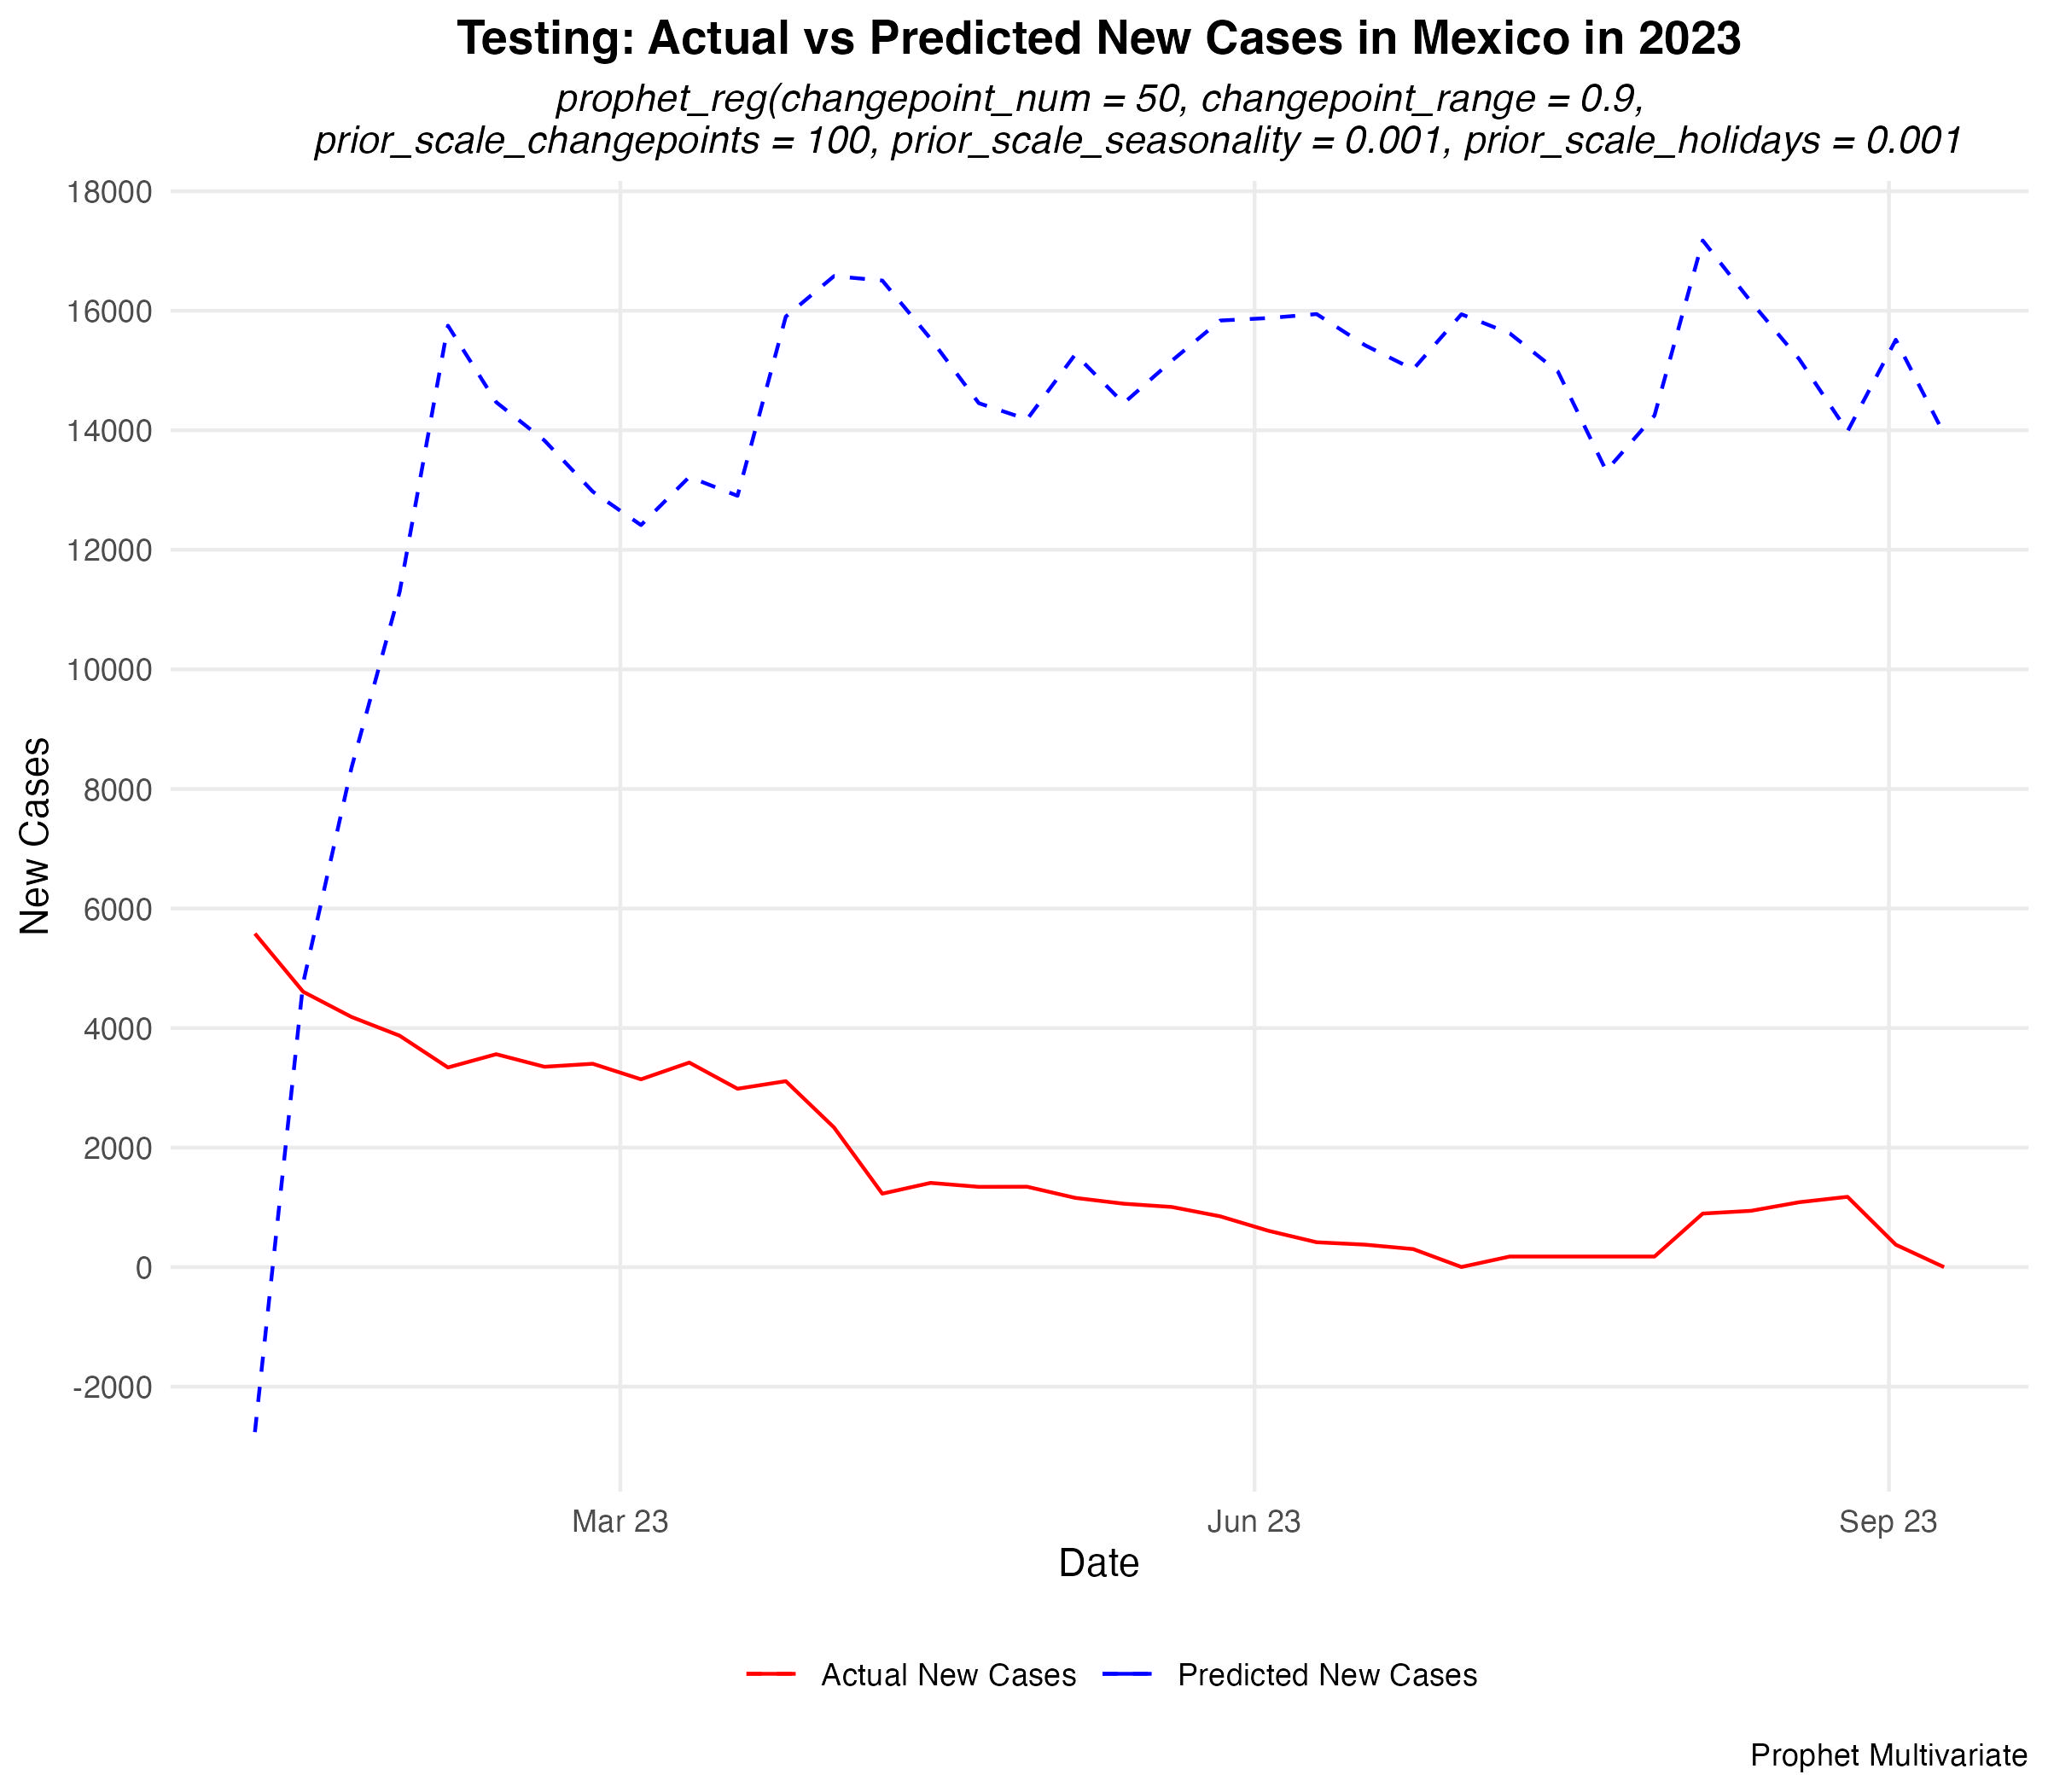 Testing: Actual vs Predicted New Cases in Mexico in 2023
prophet_reg(changepoint_num = 50, changepoint_range = 0.9,
prior_scale_changepoints = 100, prior_scale_seasonality = 0.001, prior_scale_holidays = 0.001
18000
16000
14000
12000
10000
8000
6000
4000
2000
0
-2000
New Cases
Mar 23
Jun 23
Sep 23
Date
Actual New Cases
Predicted New Cases
Prophet Multivariate